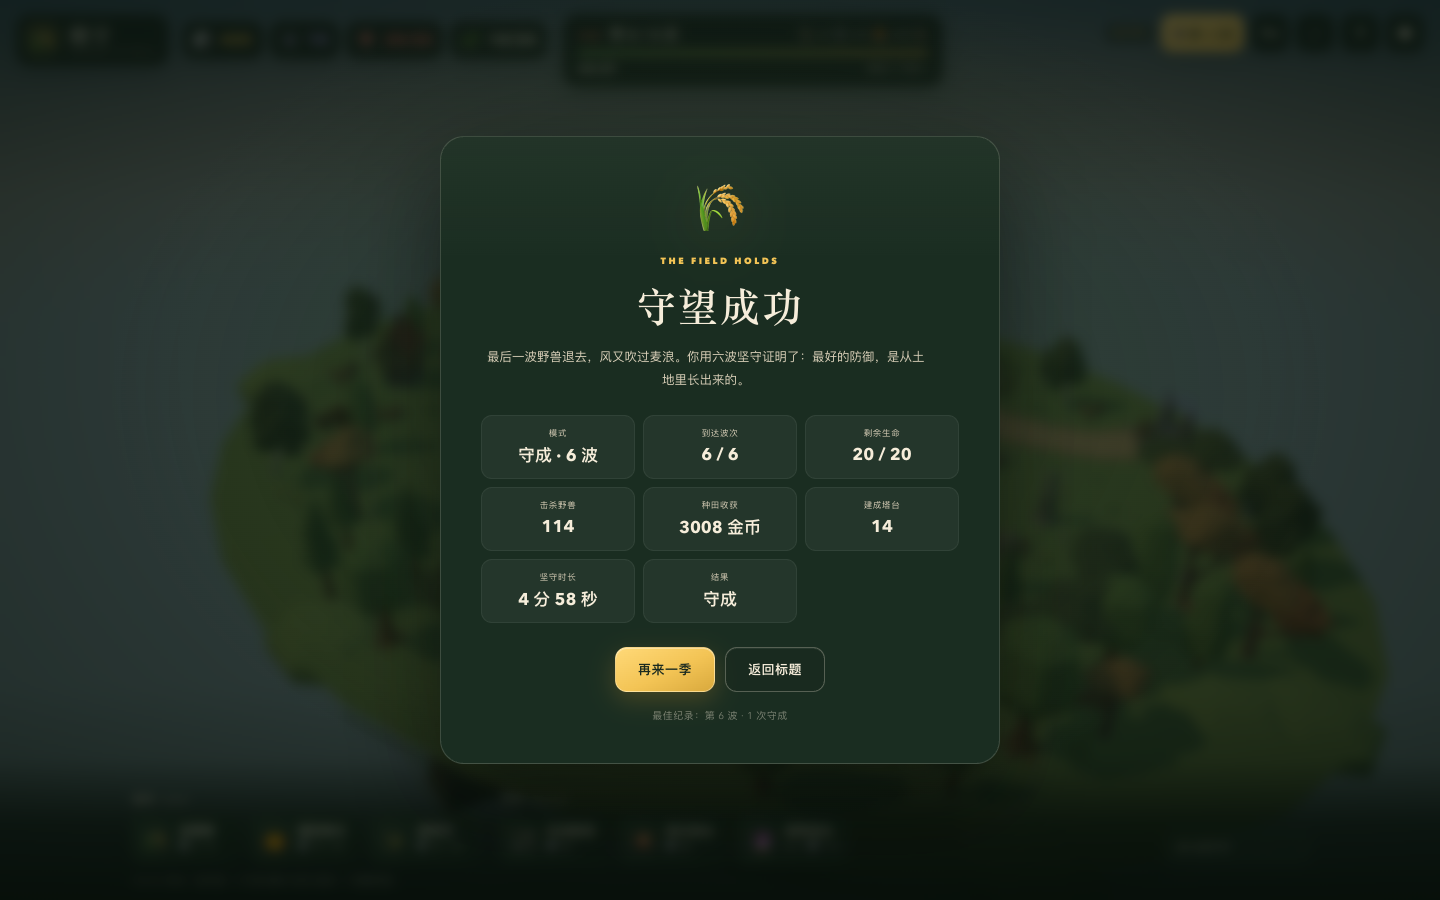 THE FIELD HOLDS
守望成功
最后一波野兽退去，风又吹过麦浪。你用六波坚守证明了：最好的防御，是从土
地里长出来的。
模式
守成 · 6 波
到达波次
6 / 6
剩余生命
20 / 20
击杀野兽
114
种田收获
3008 金币
建成塔台
14
坚守时长
4 分 58 秒
结果
守成
再来一季
返回标题
最佳纪录：第 6 波 · 1 次守成